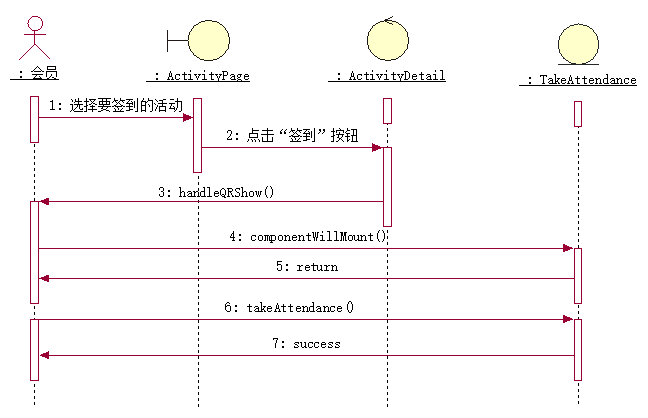 : 会员
: ActivityPage
: ActivityDetail
: TakeAttendance
1: 选择要签到的活动
2: 点击“签到”按钮
3: handleQRShow()
4: componentWillMount()
5: return
6: takeAttendance()
7: success